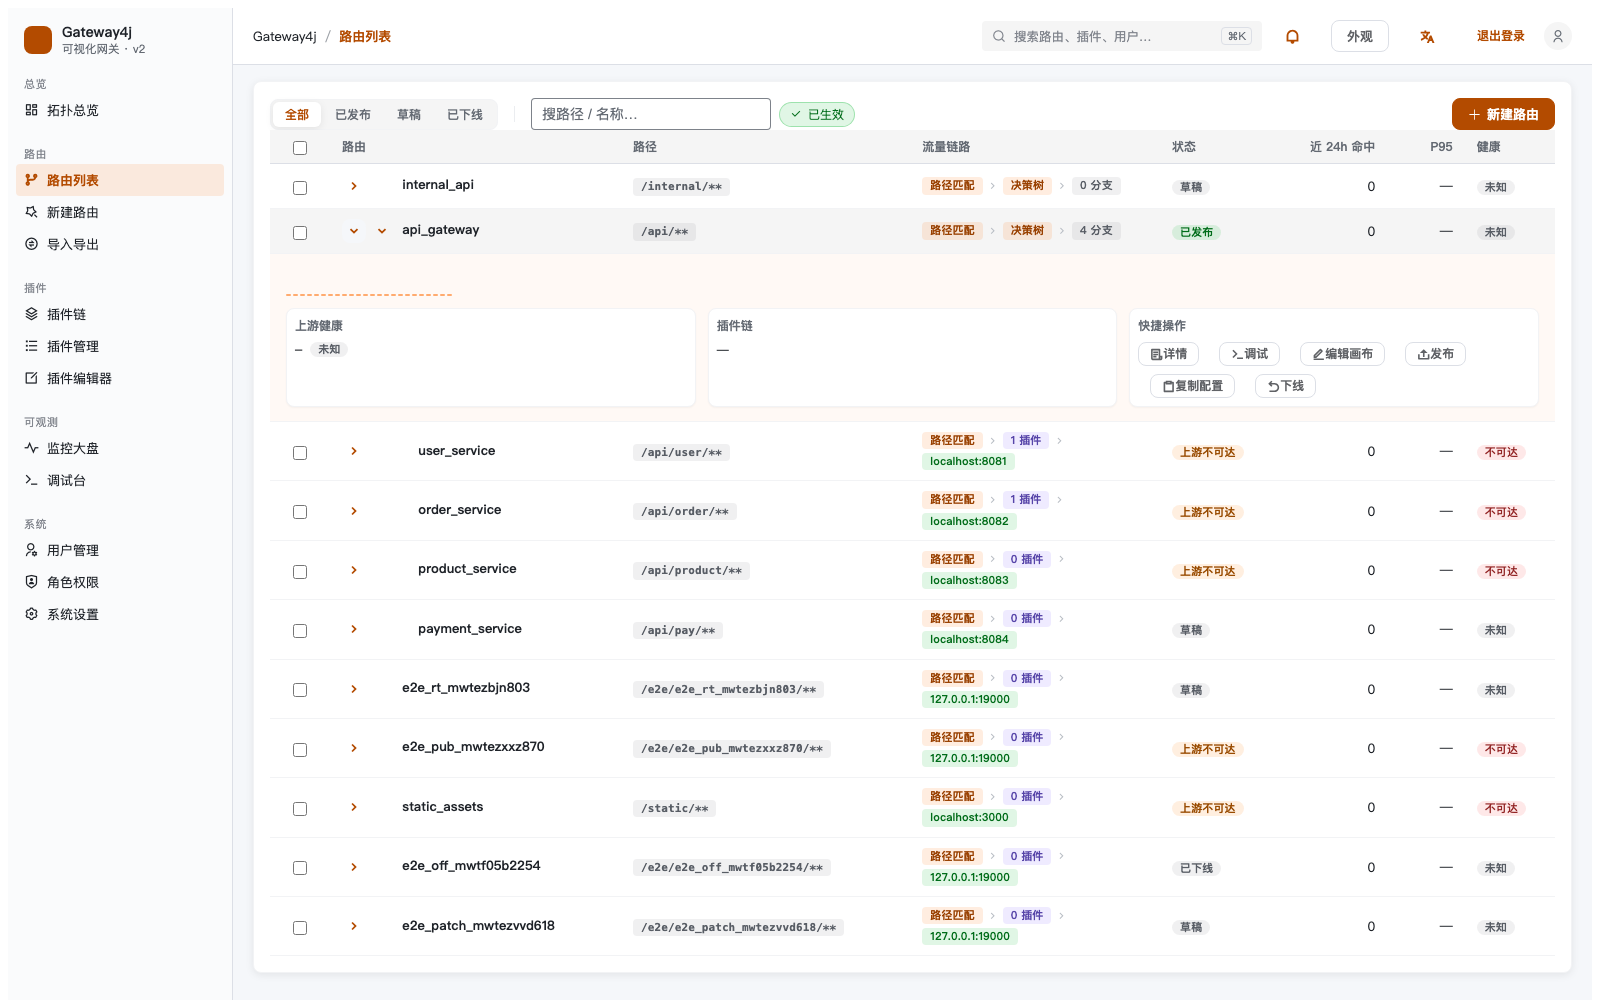 Gateway4j
可视化网关 · v2
总览
拓扑总览
路由
路由列表
新建路由
导入导出
插件
插件链
插件管理
插件编辑器
可观测
监控大盘
调试台
系统
用户管理
角色权限
系统设置
Gateway4j / 路由列表
搜索路由、插件、用户… ⌘K
外观
退出登录
全部 已发布 草稿 已下线
搜路径 / 名称…
已生效
新建路由
路由 路径 流量链路 状态 近 24h 命中 P95 健康
internal_api /internal/** 路径匹配 › 决策树 › 0 分支 草稿 0 — 未知
api_gateway /api/** 路径匹配 › 决策树 › 4 分支 已发布 0 — 未知
上游健康
– 未知
插件链
—
快捷操作
详情 调试 编辑画布 发布
复制配置 下线
user_service /api/user/** 路径匹配 › 1 插件 › 上游不可达 0 — 不可达
localhost:8081
order_service /api/order/** 路径匹配 › 1 插件 › 上游不可达 0 — 不可达
localhost:8082
product_service /api/product/** 路径匹配 › 0 插件 › 上游不可达 0 — 不可达
localhost:8083
payment_service /api/pay/** 路径匹配 › 0 插件 › 草稿 0 — 未知
localhost:8084
e2e_rt_mwtezbjn803 /e2e/e2e_rt_mwtezbjn803/** 路径匹配 › 0 插件 › 草稿 0 — 未知
127.0.0.1:19000
e2e_pub_mwtezxxz870 /e2e/e2e_pub_mwtezxxz870/** 路径匹配 › 0 插件 › 上游不可达 0 — 不可达
127.0.0.1:19000
static_assets /static/** 路径匹配 › 0 插件 › 上游不可达 0 — 不可达
localhost:3000
e2e_off_mwtf05b2254 /e2e/e2e_off_mwtf05b2254/** 路径匹配 › 0 插件 › 已下线 0 — 未知
127.0.0.1:19000
e2e_patch_mwtezvvd618 /e2e/e2e_patch_mwtezvvd618/** 路径匹配 › 0 插件 › 草稿 0 — 未知
127.0.0.1:19000